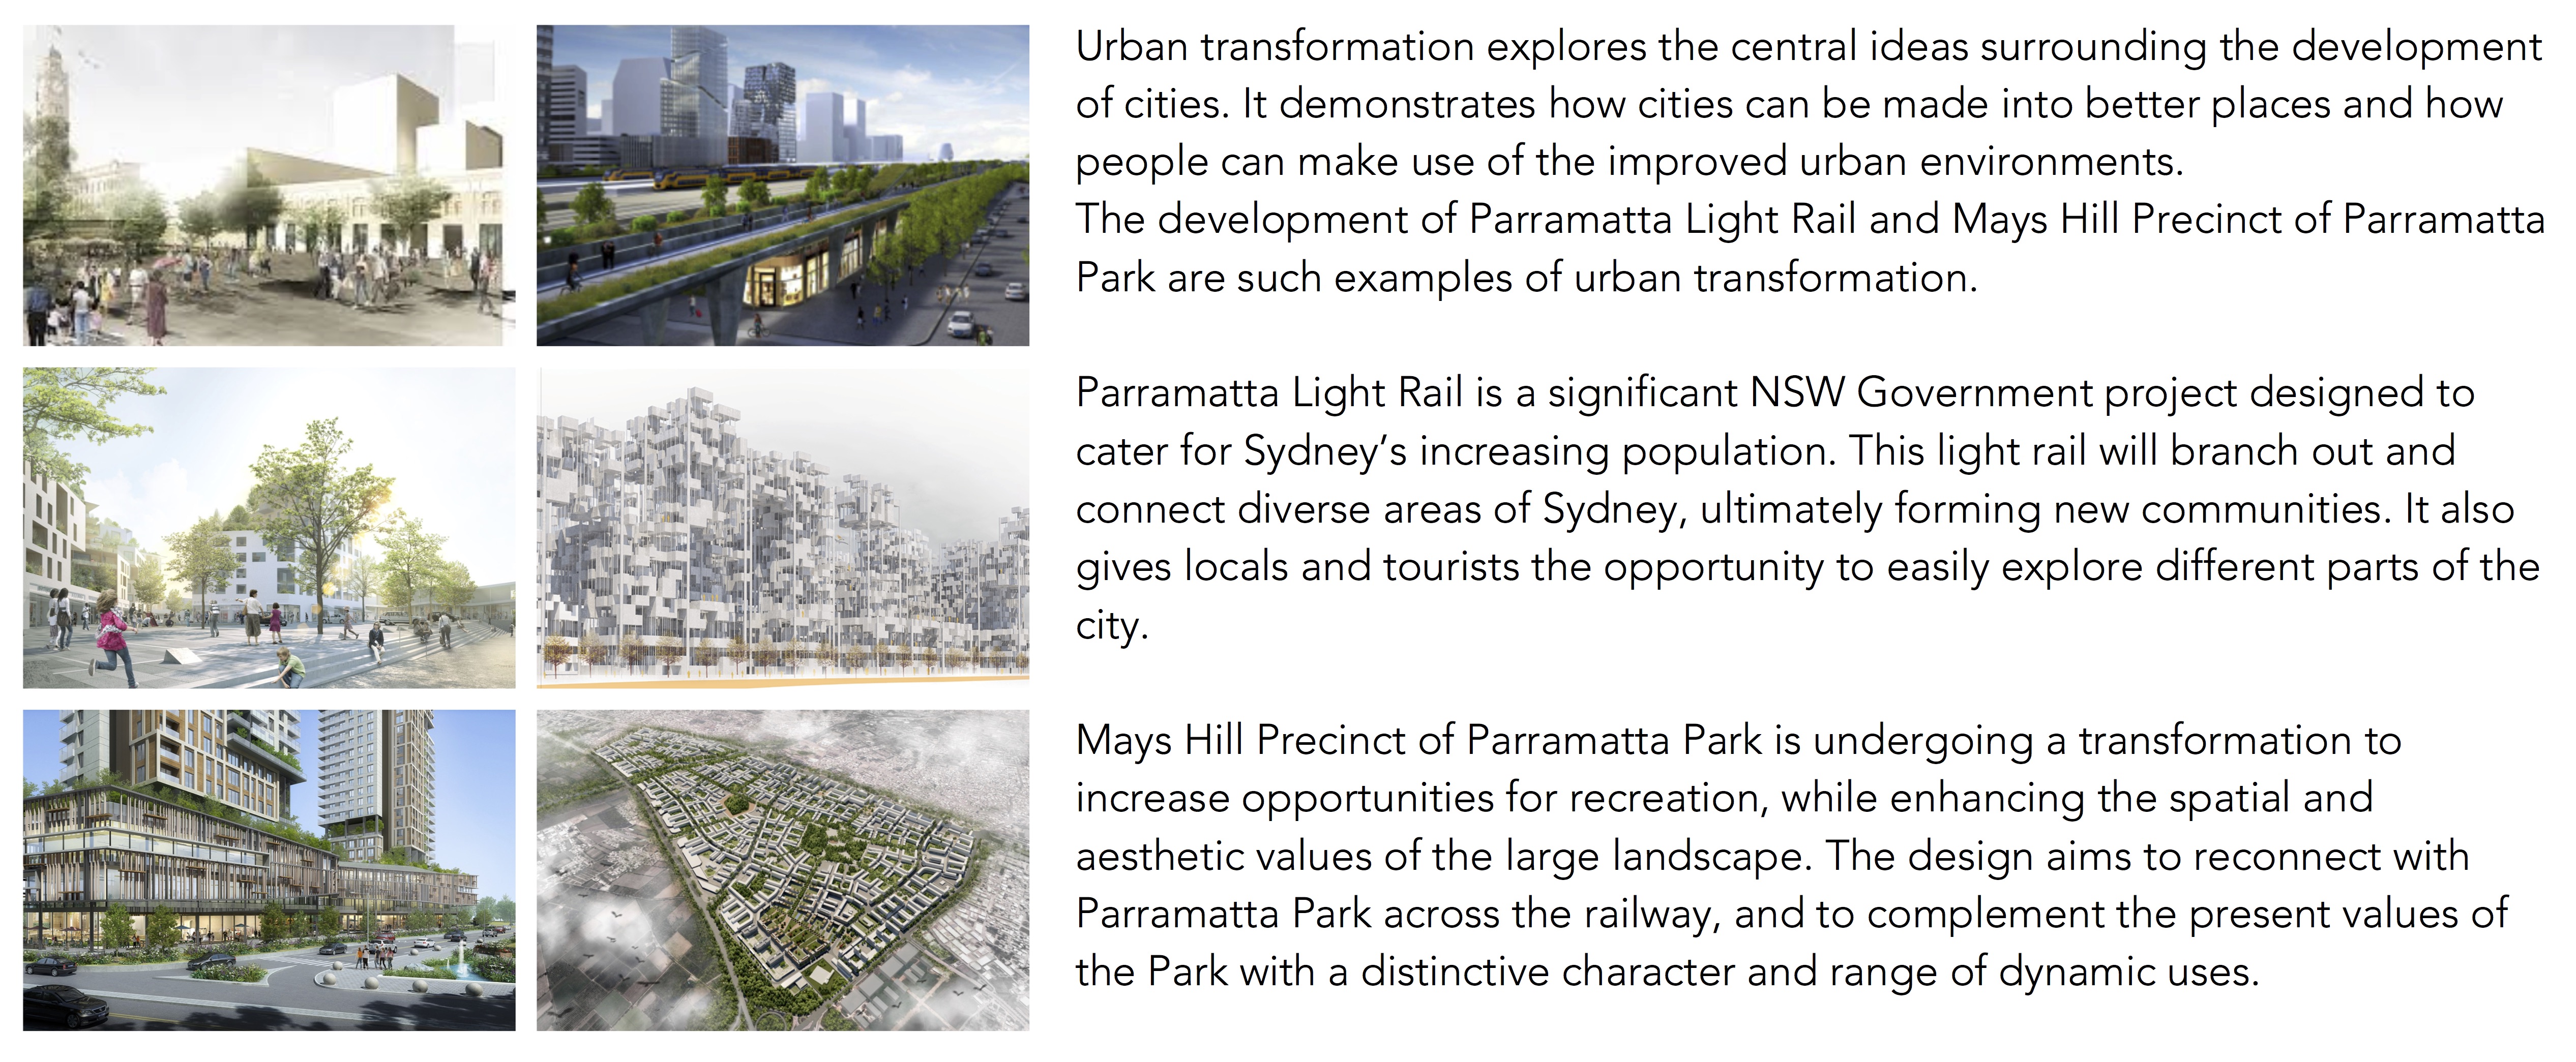 Urban transformation explores the central ideas surrounding the development
of cities. It demonstrates how cities can be made into better places and how
people can make use of the improved urban environments.
The development of Parramatta Light Rail and Mays Hill Precinct of Parramatta
Park are such examples of urban transformation.
Parramatta Light Rail is a significant NSW Government project designed to
cater for Sydney’s increasing population. This light rail will branch out and
connect diverse areas of Sydney, ultimately forming new communities. It also
gives locals and tourists the opportunity to easily explore different parts of the
city.
Mays Hill Precinct of Parramatta Park is undergoing a transformation to
increase opportunities for recreation, while enhancing the spatial and
aesthetic values of the large landscape. The design aims to reconnect with
Parramatta Park across the railway, and to complement the present values of
the Park with a distinctive character and range of dynamic uses.